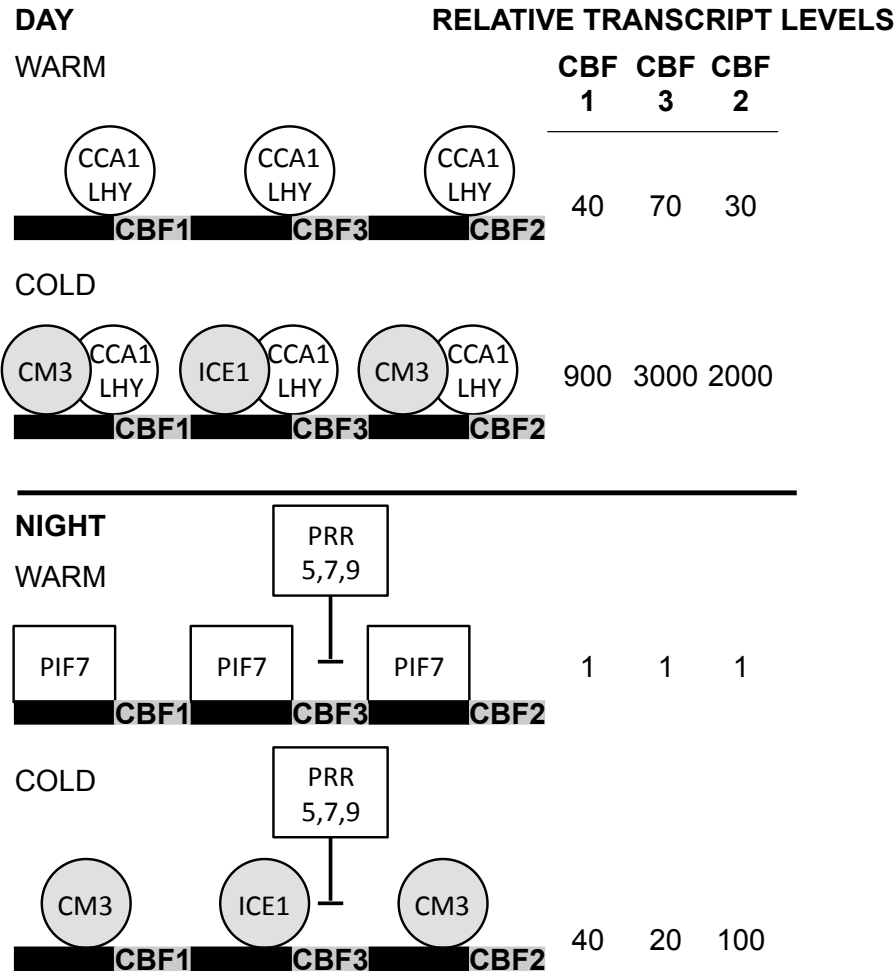 DAY RELATIVE TRANSCRIPT LEVELS
WARM CBF CBF CBF
1 3 2
CCA1 CCA1 CCA1
LHY LHY LHY
40 70 30
CBF1 CBF3 CBF2
COLD
CM3 CCA1 ICE1 CCA1 CM3 CCA1
LHY LHY LHY
900 3000 2000
CBF1 CBF3 CBF2
NIGHT PRR
WARM 5,7,9
PIF7 PIF7 PIF7 1 1 1
CBF1 CBF3 CBF2
COLD PRR
5,7,9
CM3 ICE1 CM3
40 20 100
CBF1 CBF3 CBF2